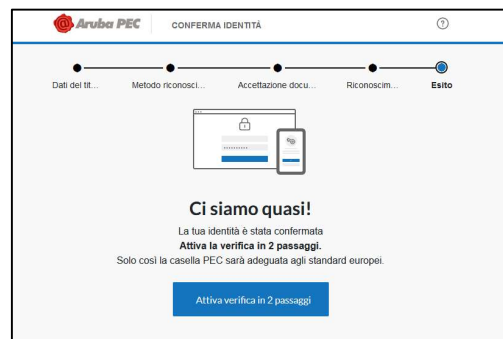 Aruba PEC CONFERMA IDENTITÁ ?
Dati del tit... Metodo riconosci... Accettazione docu... Riconoscim... Esito
Ci siamo quasi!
La tua identità è stata confermata
Attiva la verifica in 2 passaggi.
Solo così la casella PEC sarà adeguata agli standard europei.
Attiva verifica in 2 passaggi